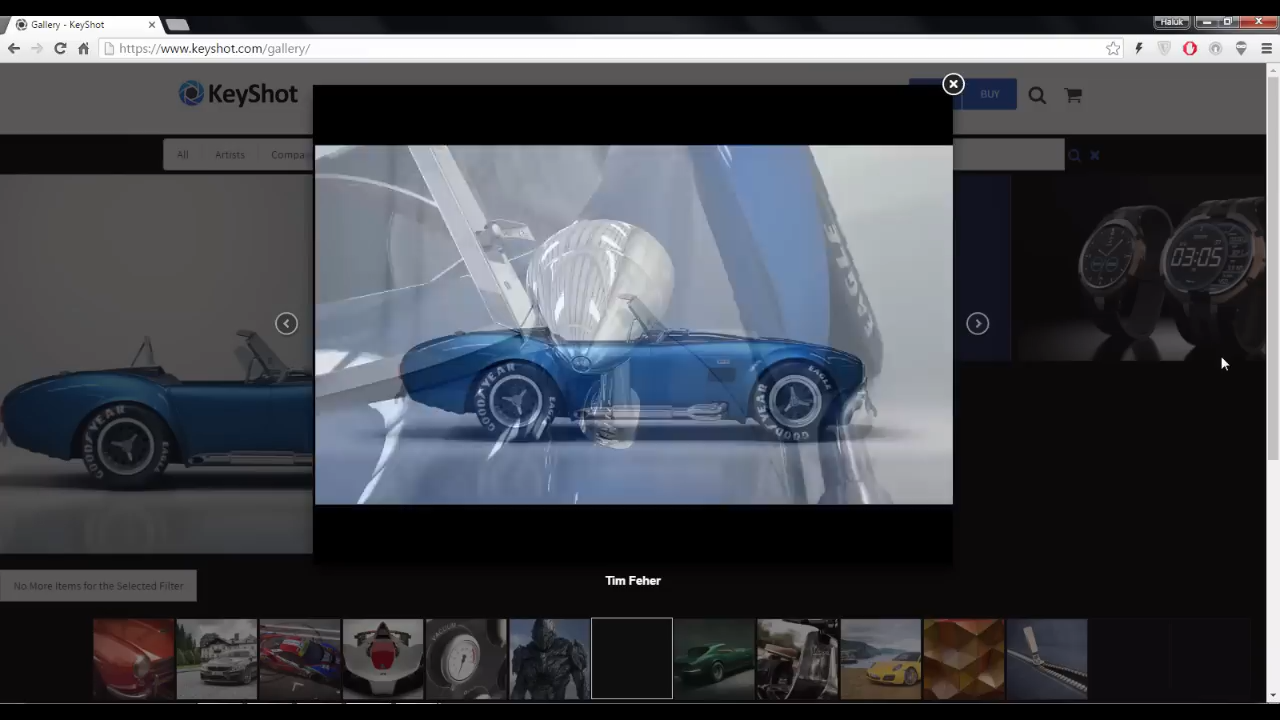 Gallery - KeyShot
Haluk
https://www.keyshot.com/gallery/
KeyShot
BUY
All
Artists
Compa
GOODYEAR
EAGLE
GOODYEAR
EAGLE
GOODYEAR
03:05
Tim Feher
No More Items for the Selected Filter